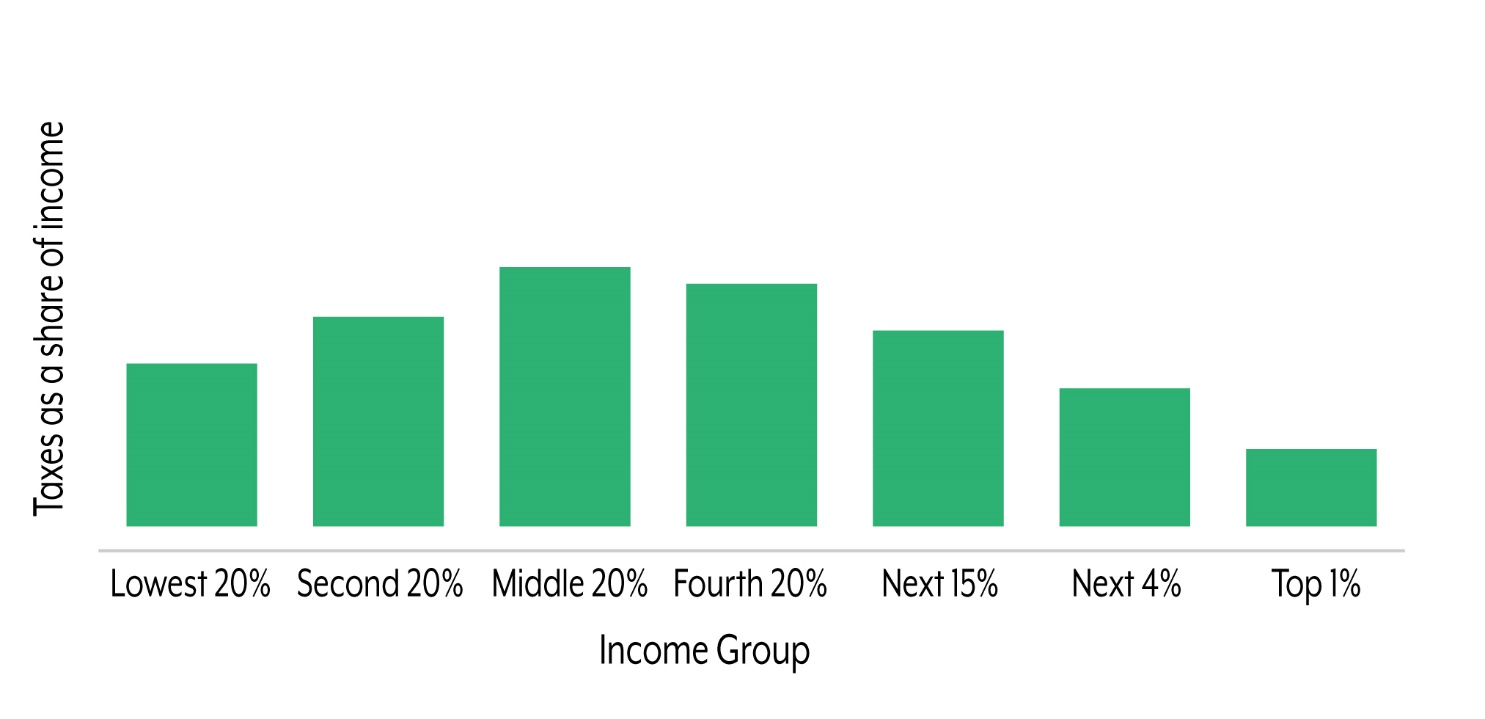 Taxes as a share of income
Lowest 20%
Second 20%
Middle 20%
Fourth 20%
Next 15%
Next 4%
Top 1%
Income Group